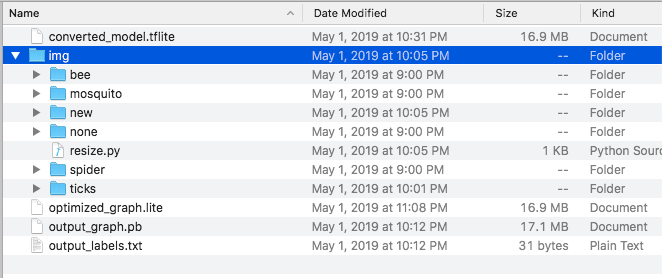 Name Date Modified Size Kind
converted_model.tflite May 1, 2019 at 10:31 PM 16.9 MB Document
img May 1, 2019 at 10:05 PM -- Folder
bee May 1, 2019 at 9:00 PM -- Folder
mosquito May 1, 2019 at 9:00 PM -- Folder
new May 1, 2019 at 10:05 PM -- Folder
none May 1, 2019 at 9:00 PM -- Folder
resize.py May 1, 2019 at 10:05 PM 1 KB Python Sour
spider May 1, 2019 at 9:00 PM -- Folder
ticks May 1, 2019 at 10:01 PM -- Folder
optimized_graph.lite May 1, 2019 at 11:08 PM 16.9 MB Document
output_graph.pb May 1, 2019 at 10:12 PM 17.1 MB Document
output_labels.txt May 1, 2019 at 10:12 PM 31 bytes Plain Text